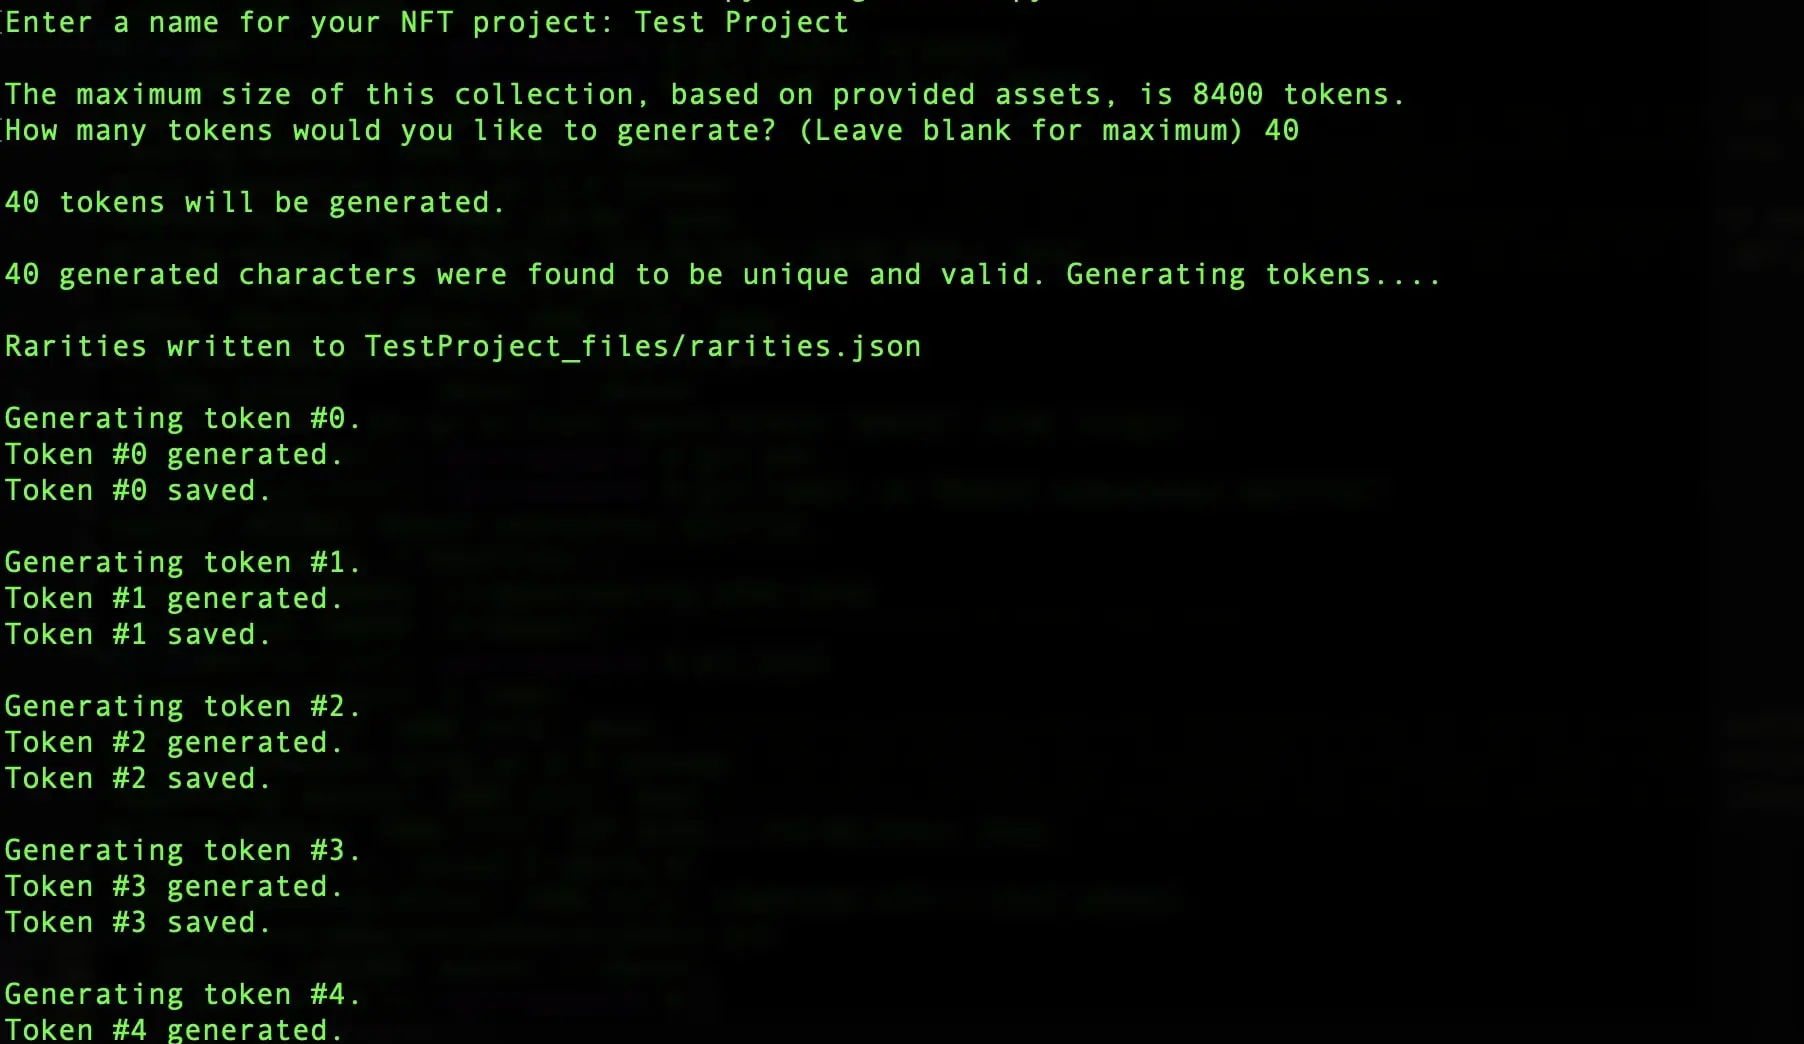 Enter a name for your NFT project: Test Project
The maximum size of this collection, based on provided assets, is 8400 tokens.
How many tokens would you like to generate? (Leave blank for maximum) 40
40 tokens will be generated.
40 generated characters were found to be unique and valid. Generating tokens....
Rarities written to TestProject_files/rarities.json
Generating token #0.
Token #0 generated.
Token #0 saved.
Generating token #1.
Token #1 generated.
Token #1 saved.
Generating token #2.
Token #2 generated.
Token #2 saved.
Generating token #3.
Token #3 generated.
Token #3 saved.
Generating token #4.
Token #4 generated.